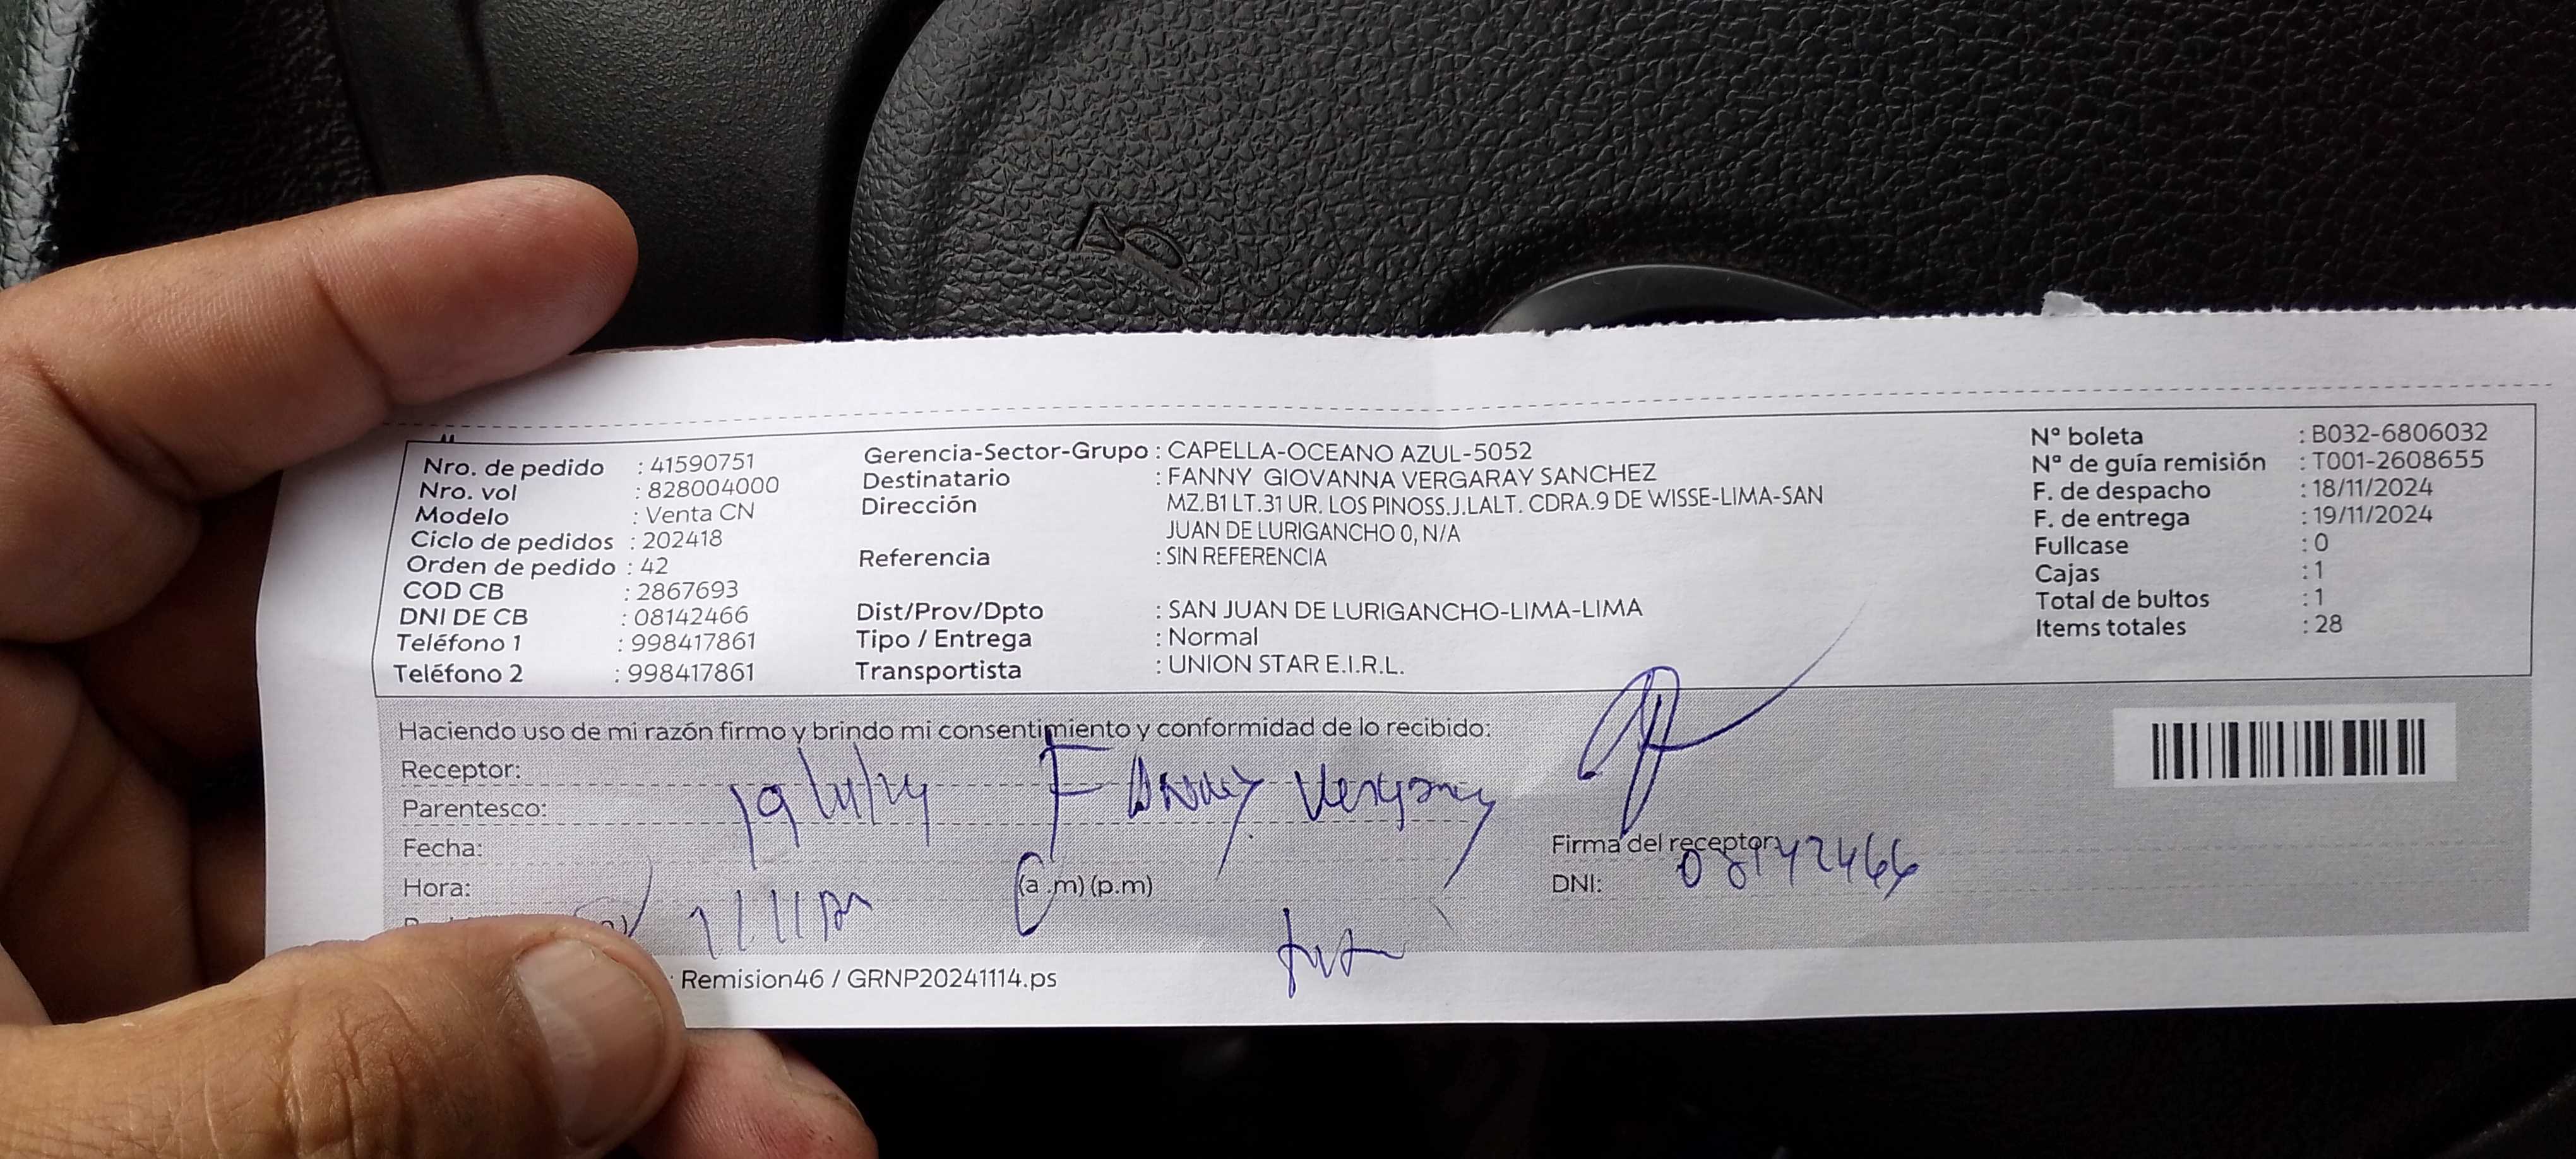 Nro. de pedido : 41590751
Nro. vol : 828004000
Modelo : Venta CN
Ciclo de pedidos : 202418
Orden de pedido : 42
COD CB : 2867693
DNI DE CB : 08142466
Teléfono 1 : 998417861
Teléfono 2 : 998417861
Gerencia-Sector-Grupo : CAPELLA-OCEANO AZUL-5052
Destinatario : FANNY GIOVANNA VERGARAY SANCHEZ
Dirección MZ.B1 LT.31 UR. LOS PINOSS.J.LALT. CDRA.9 DE WISSE-LIMA-SAN
JUAN DE LURIGANCHO 0, N/A
Referencia : SIN REFERENCIA
Dist/Prov/Dpto : SAN JUAN DE LURIGANCHO-LIMA-LIMA
Tipo / Entrega : Normal
Transportista : UNION STAR E.I.R.L.
Nº boleta : B032-6806032
Nº de guía remisión : T001-2608655
F. de despacho : 18/11/2024
F. de entrega : 19/11/2024
Fullcase : 0
Cajas : 1
Total de bultos : 1
Items totales : 28
Haciendo uso de mi razón firmo y brindo mi consentimiento y conformidad de lo recibido:
Receptor:
Parentesco: 19/11/24 FANNY Vergaray
Fecha:
Hora: (a .m) (p.m)
Firma del receptor
DNI: 08142466
Remision46 / GRNP20241114.ps